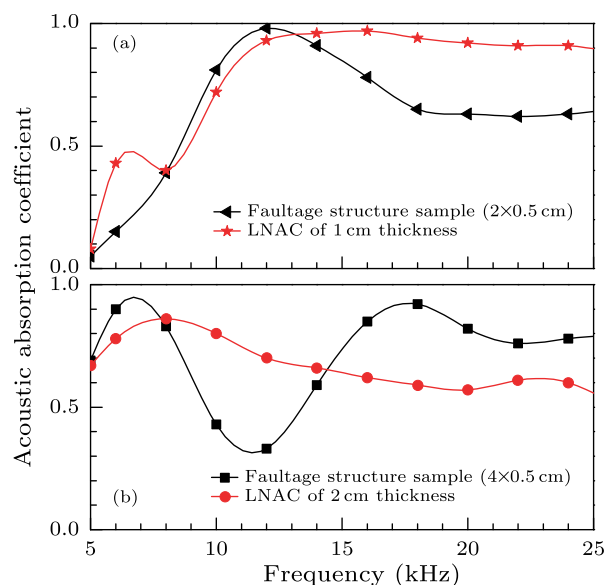 1.0
(a)
0.5
Faultage structure sample (2×0.5 cm)
LNAC of 1 cm thickness
0.0
1.0
0.5
Faultage structure sample (4×0.5 cm)
(b)
LNAC of 2 cm thickness
0.0
5 10 15 20 25
Frequency (kHz)
Acoustic absorption coefficient